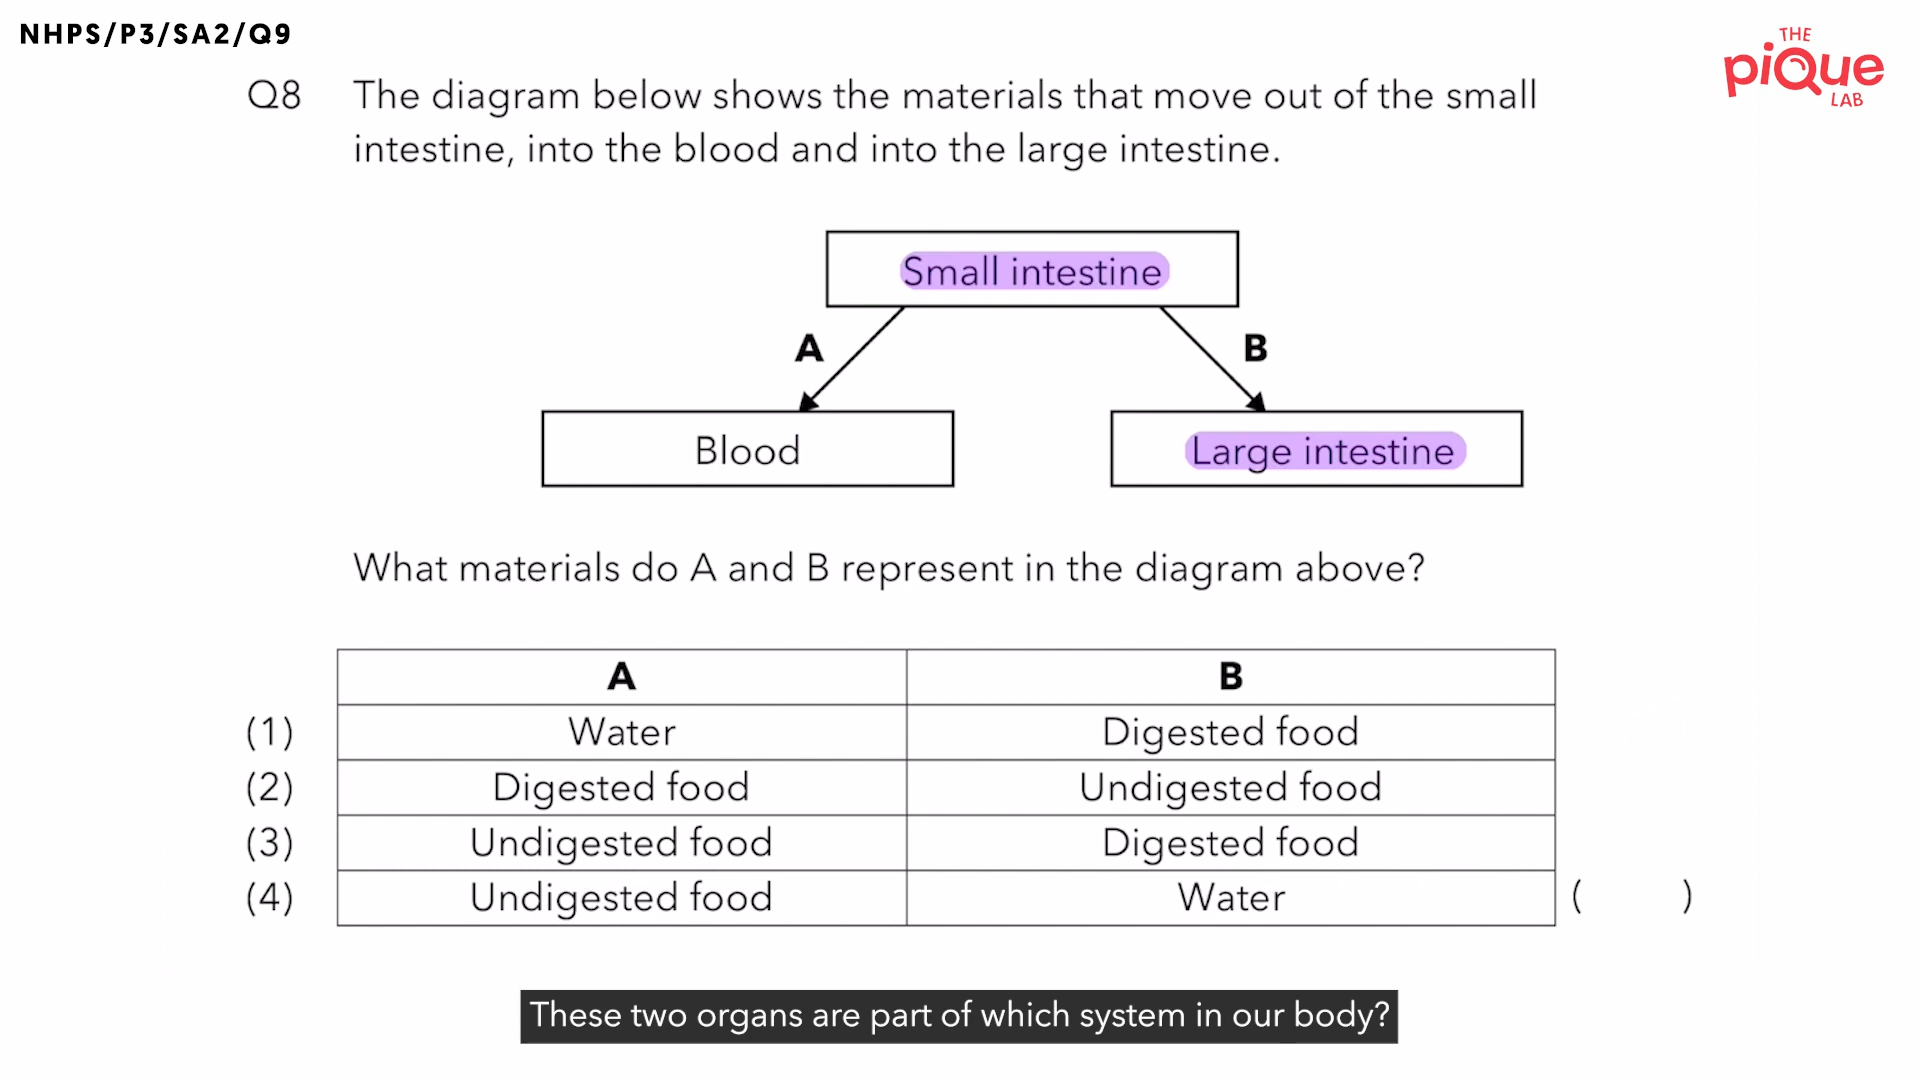 NHPS/P3/SA2/Q9
THE
piQue
LAB
Q8 The diagram below shows the materials that move out of the small
intestine, into the blood and into the large intestine.
Small intestine
A B
Blood Large intestine
What materials do A and B represent in the diagram above?
A B
(1) Water Digested food
(2) Digested food Undigested food
(3) Undigested food Digested food
(4) Undigested food Water ( )
These two organs are part of which system in our body?